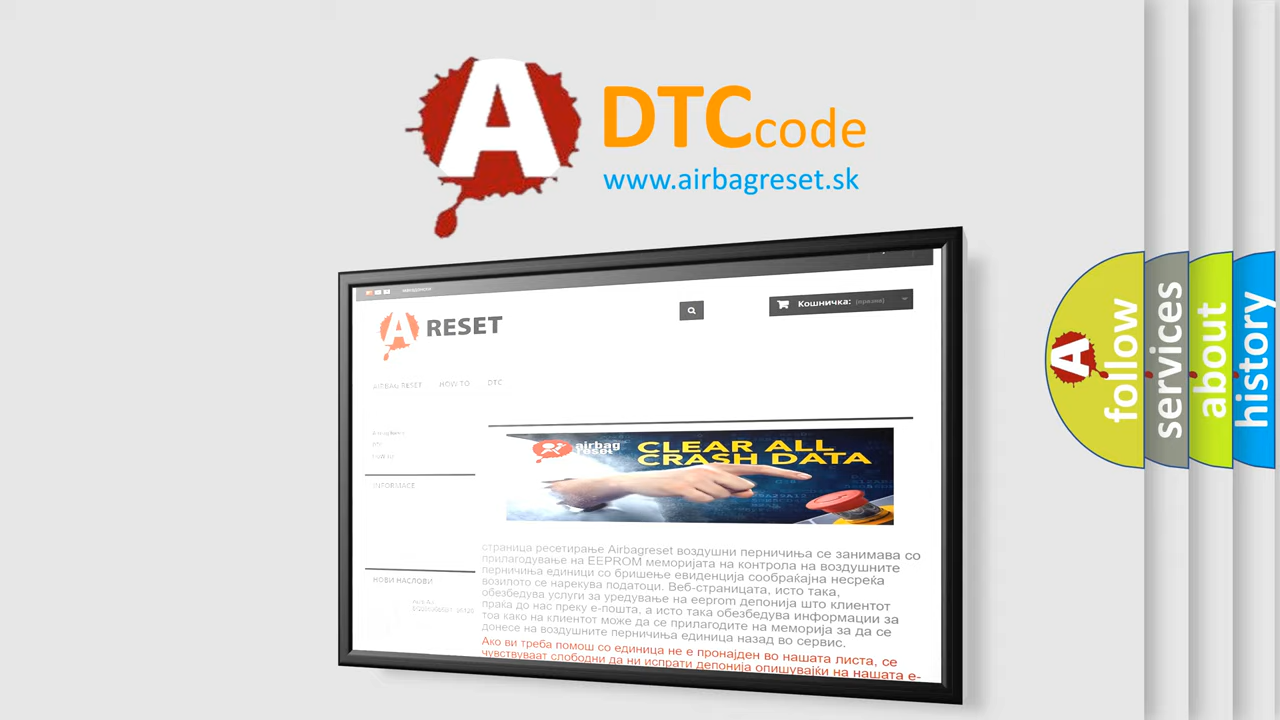 A DTCcode
www.airbagreset.sk
Кошничка: (празна)
A RESET
AIRBAG RESET HOW TO DTC
airbag reset
CLEAR ALL
CRASH DATA
INFORMACE
НОВИ НАСЛОВИ
страница ресетирање Airbagreset воздушни перничиња се занимава со
прилагодување на EEPROM меморијата на контрола на воздушните
перничиња единици со бришење евиденција сообраќајна несреќа
возилото се нарекува податоци. Веб-страницата, исто така,
обезбедува услуги за уредување на eeprom депонија што клиентот
праќа до нас преку е-пошта, а исто така обезбедува информации за
тоа како на клиентот може да се прилагодите на меморија за да се
донесе на воздушните перничиња единица назад во сервис.
Ако ви треба помош со единица не е пронајден во нашата листа, се
чувствуваат слободни да ни испрати депонија опишувајќи на нашата е-
A follow
services
about
history